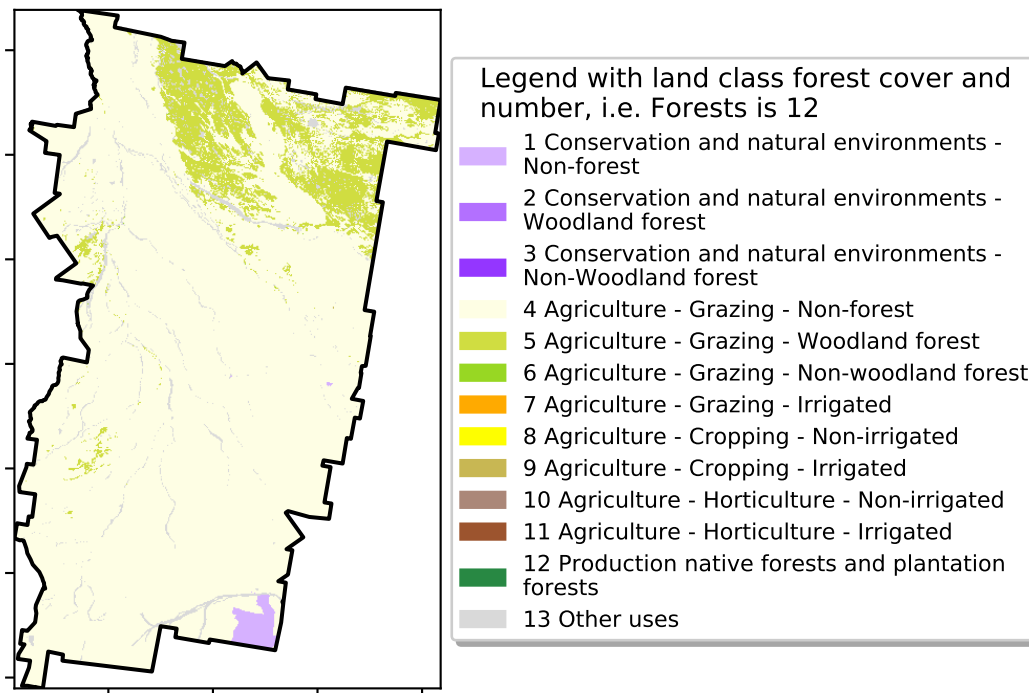 Legend with land class forest cover and
number, i.e. Forests is 12
1 Conservation and natural environments -
Non-forest
2 Conservation and natural environments -
Woodland forest
3 Conservation and natural environments -
Non-Woodland forest
4 Agriculture - Grazing - Non-forest
5 Agriculture - Grazing - Woodland forest
6 Agriculture - Grazing - Non-woodland forest
7 Agriculture - Grazing - Irrigated
8 Agriculture - Cropping - Non-irrigated
9 Agriculture - Cropping - Irrigated
10 Agriculture - Horticulture - Non-irrigated
11 Agriculture - Horticulture - Irrigated
12 Production native forests and plantation
forests
13 Other uses